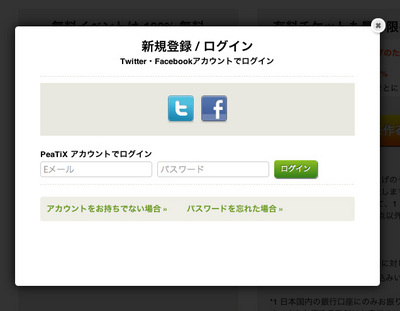 新規登録 / ログイン
Twitter・Facebookアカウントでログイン
PeaTiX アカウントでログイン
Eメール
パスワード
ログイン
アカウントをお持ちでない場合 »
パスワードを忘れた場合 »
*1 日本国内の銀行口座にのみお振り